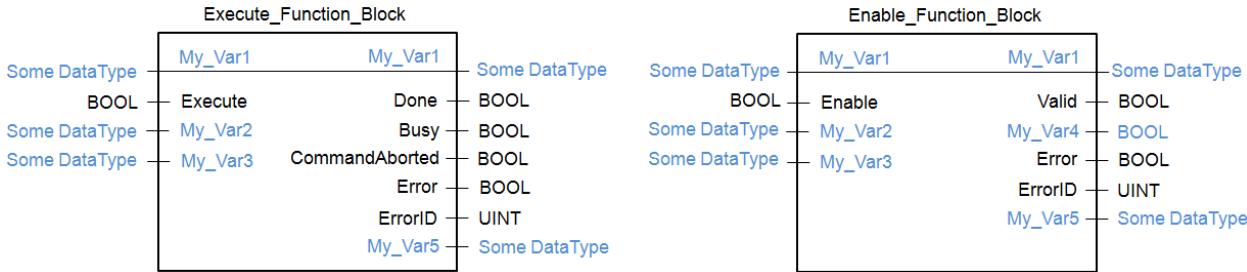 Execute_Function_Block
My_Var1 My_Var1
Some DataType Some DataType
BOOL Execute Done BOOL
Some DataType My_Var2 Busy BOOL
Some DataType My_Var3 CommandAborted BOOL
Error BOOL
ErrorID UINT
My_Var5 Some DataType
Enable_Function_Block
My_Var1 My_Var1
Some DataType Some DataType
BOOL Enable Valid BOOL
Some DataType My_Var2 My_Var4 BOOL
Some DataType My_Var3 Error BOOL
ErrorID UINT
My_Var5 Some DataType